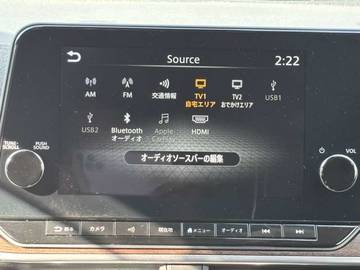 Source
2:22
AM
FM
交通情報
TV1
自宅エリア
TV2
おでかけエリア
USB1
USB2
Bluetooth
オーディオ
Apple
CarPlay
HDMI
オーディオソースバーの編集
TUNE
SCROLL
PUSH
SOUND
VOL
戻る
カメラ
現在地
メニュー
オーディオ